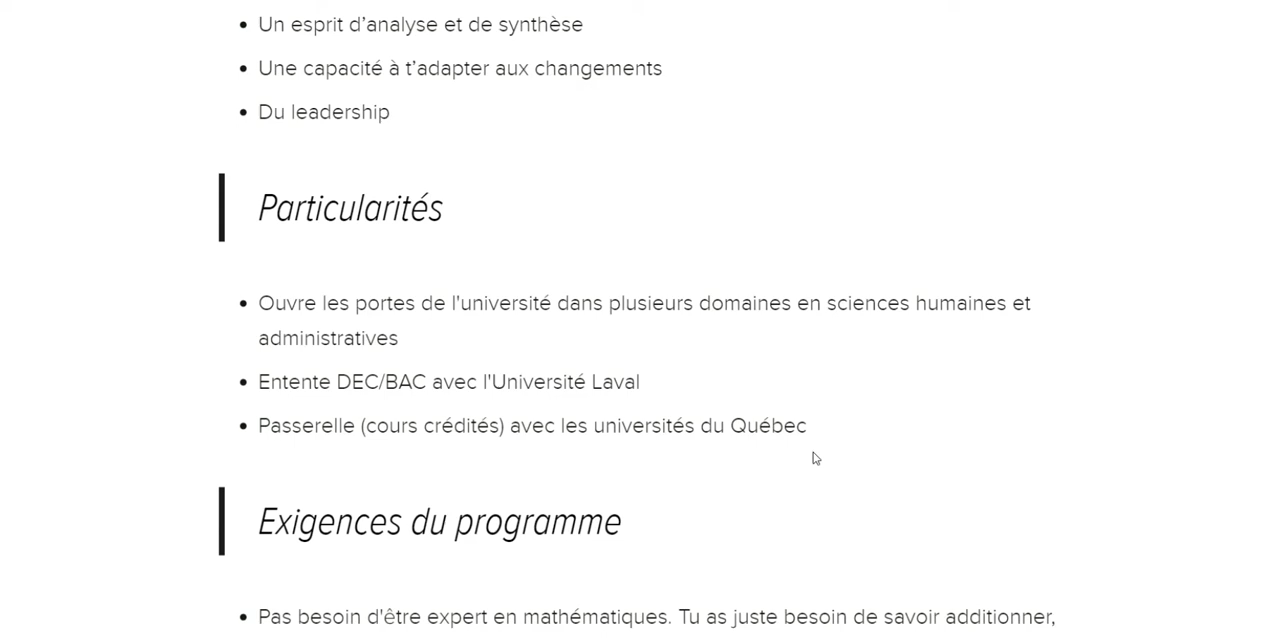 Un esprit d’analyse et de synthèse
Une capacité à t’adapter aux changements
Du leadership
Particularités
Ouvre les portes de l'université dans plusieurs domaines en sciences humaines et
administratives
Entente DEC/BAC avec l'Université Laval
Passerelle (cours crédités) avec les universités du Québec
Exigences du programme
Pas besoin d'être expert en mathématiques. Tu as juste besoin de savoir additionner,